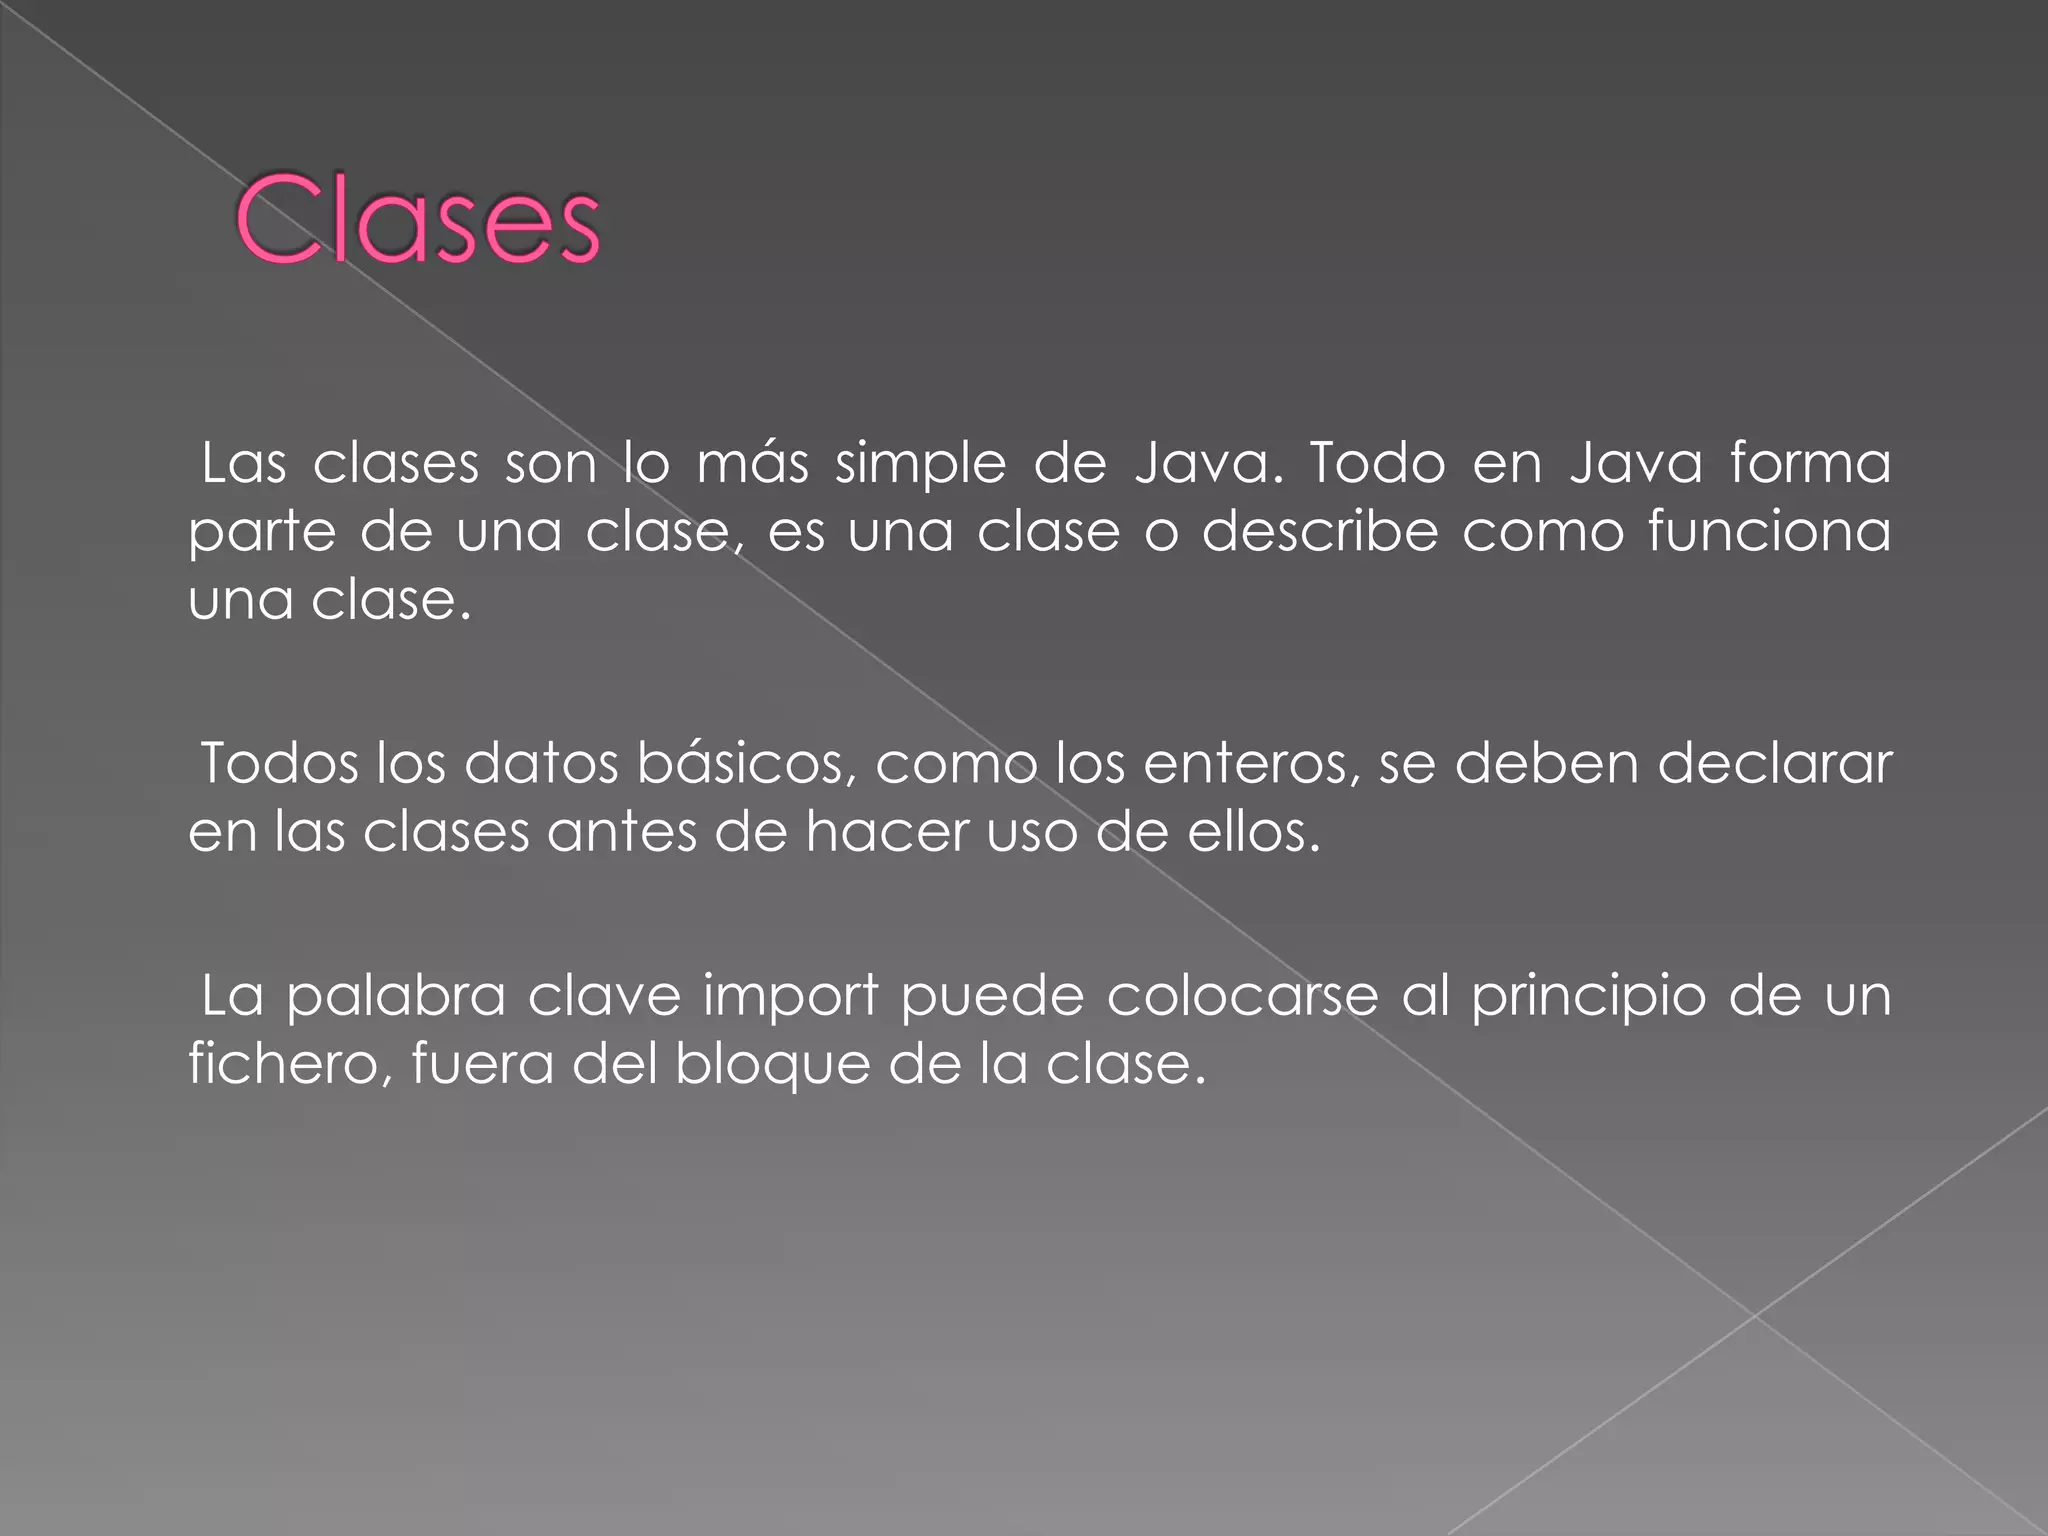 Clases
Las clases son lo más simple de Java. Todo en Java forma
parte de una clase, es una clase o describe como funciona
una clase.
Todos los datos básicos, como los enteros, se deben declarar
en las clases antes de hacer uso de ellos.
La palabra clave import puede colocarse al principio de un
fichero, fuera del bloque de la clase.